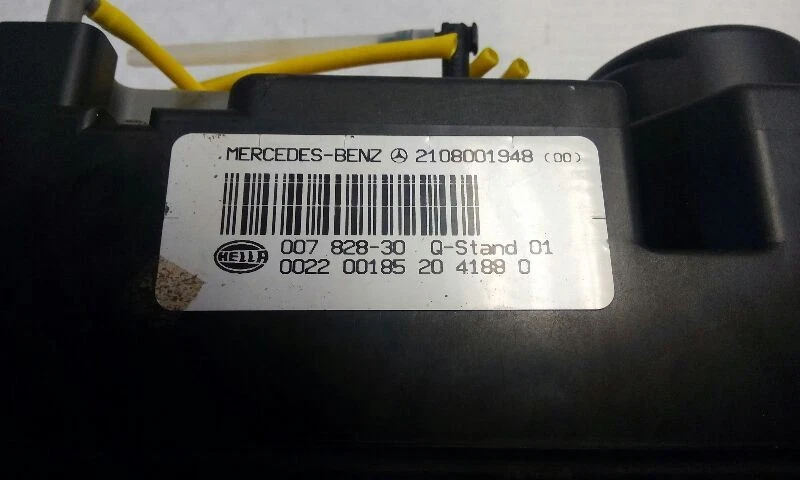 MERCEDES-BENZ 2108001948 (00)
HELLA
007 828-30 Q-Stand 01
0022 00185 20 4188 0